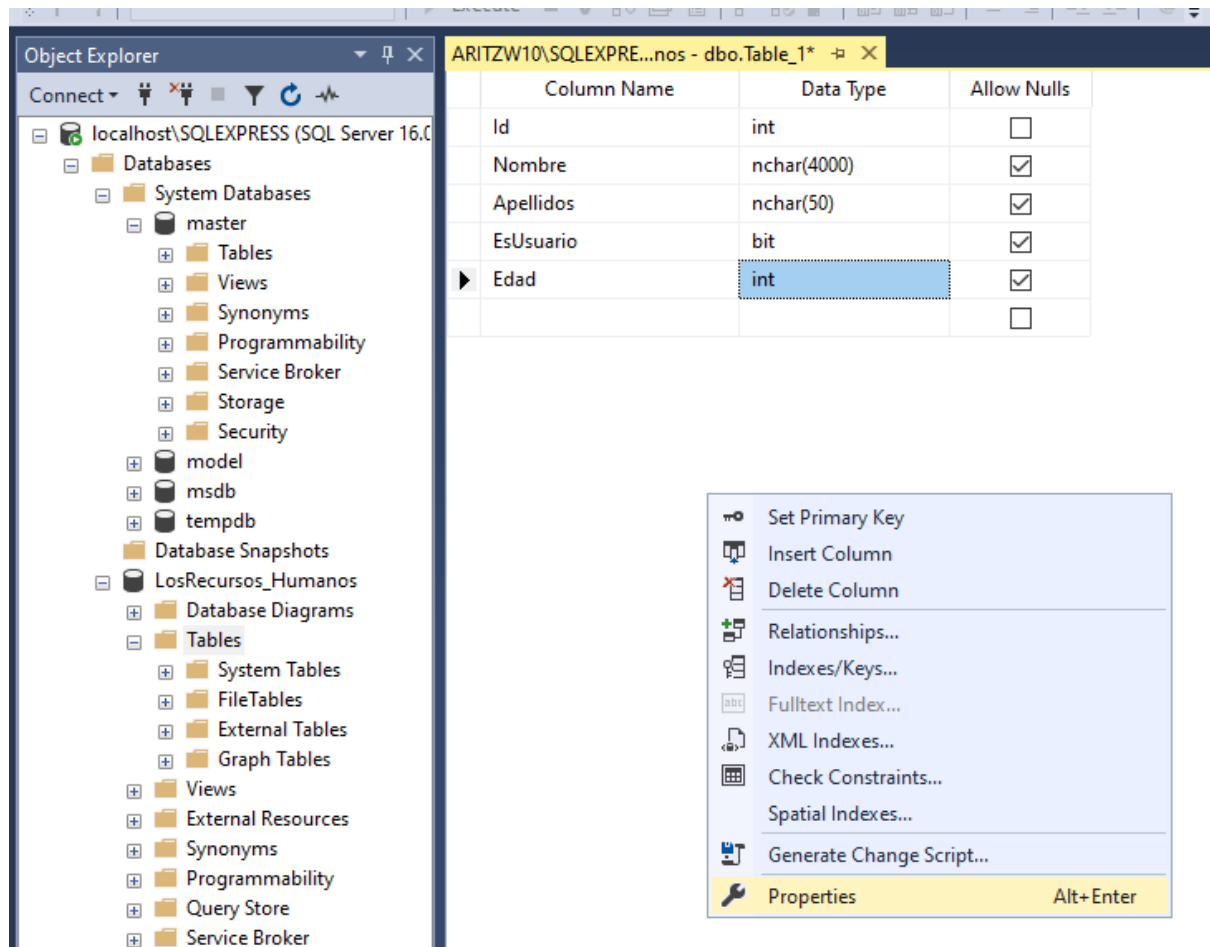 Object Explorer
Connect
localhost\SQLEXPRESS (SQL Server 16.0
Databases
System Databases
master
Tables
Views
Synonyms
Programmability
Service Broker
Storage
Security
model
msdb
tempdb
Database Snapshots
LosRecursos_Humanos
Database Diagrams
Tables
System Tables
FileTables
External Tables
Graph Tables
Views
External Resources
Synonyms
Programmability
Query Store
Service Broker
ARITZW10\SQLEXPRE...nos - dbo.Table_1*
Column Name Data Type Allow Nulls
Id int
Nombre nchar(4000)
Apellidos nchar(50)
EsUsuario bit
Edad int
Set Primary Key
Insert Column
Delete Column
Relationships...
Indexes/Keys...
Fulltext Index...
XML Indexes...
Check Constraints...
Spatial Indexes...
Generate Change Script...
Properties Alt+Enter